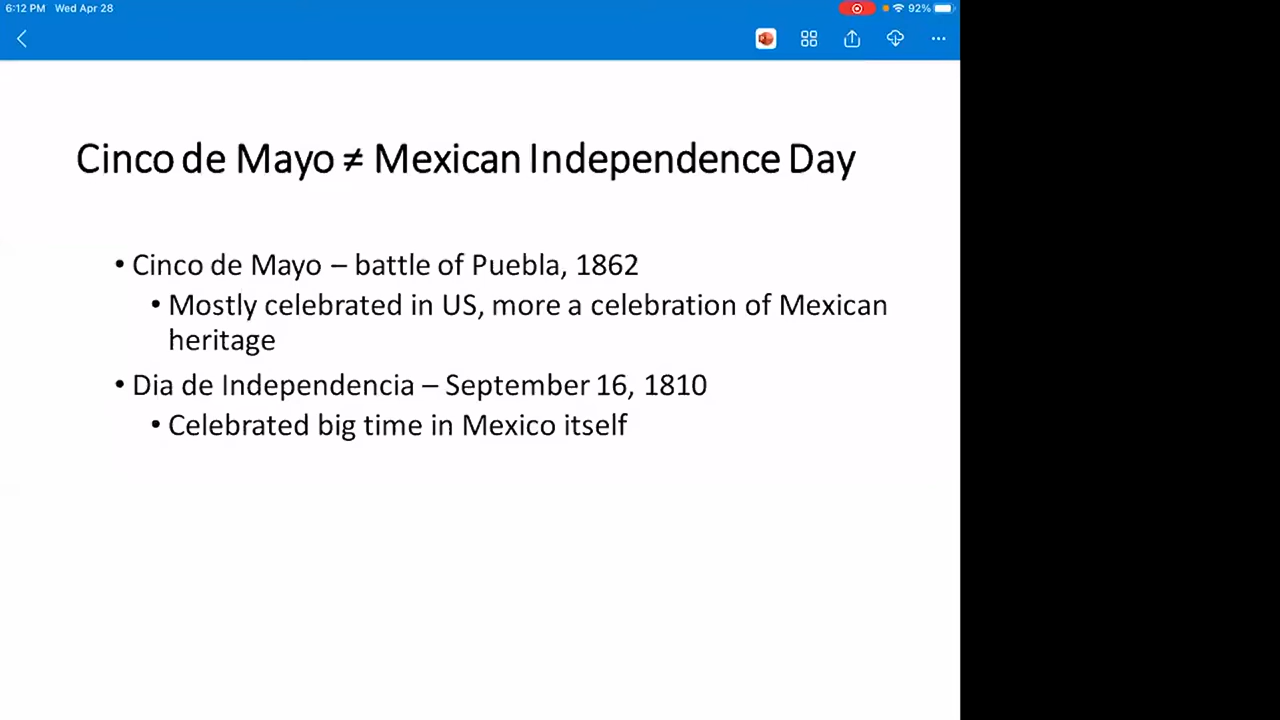 6:12 PM Wed Apr 28 92%
Cinco de Mayo ≠ Mexican Independence Day
• Cinco de Mayo – battle of Puebla, 1862
• Mostly celebrated in US, more a celebration of Mexican
heritage
• Dia de Independencia – September 16, 1810
• Celebrated big time in Mexico itself